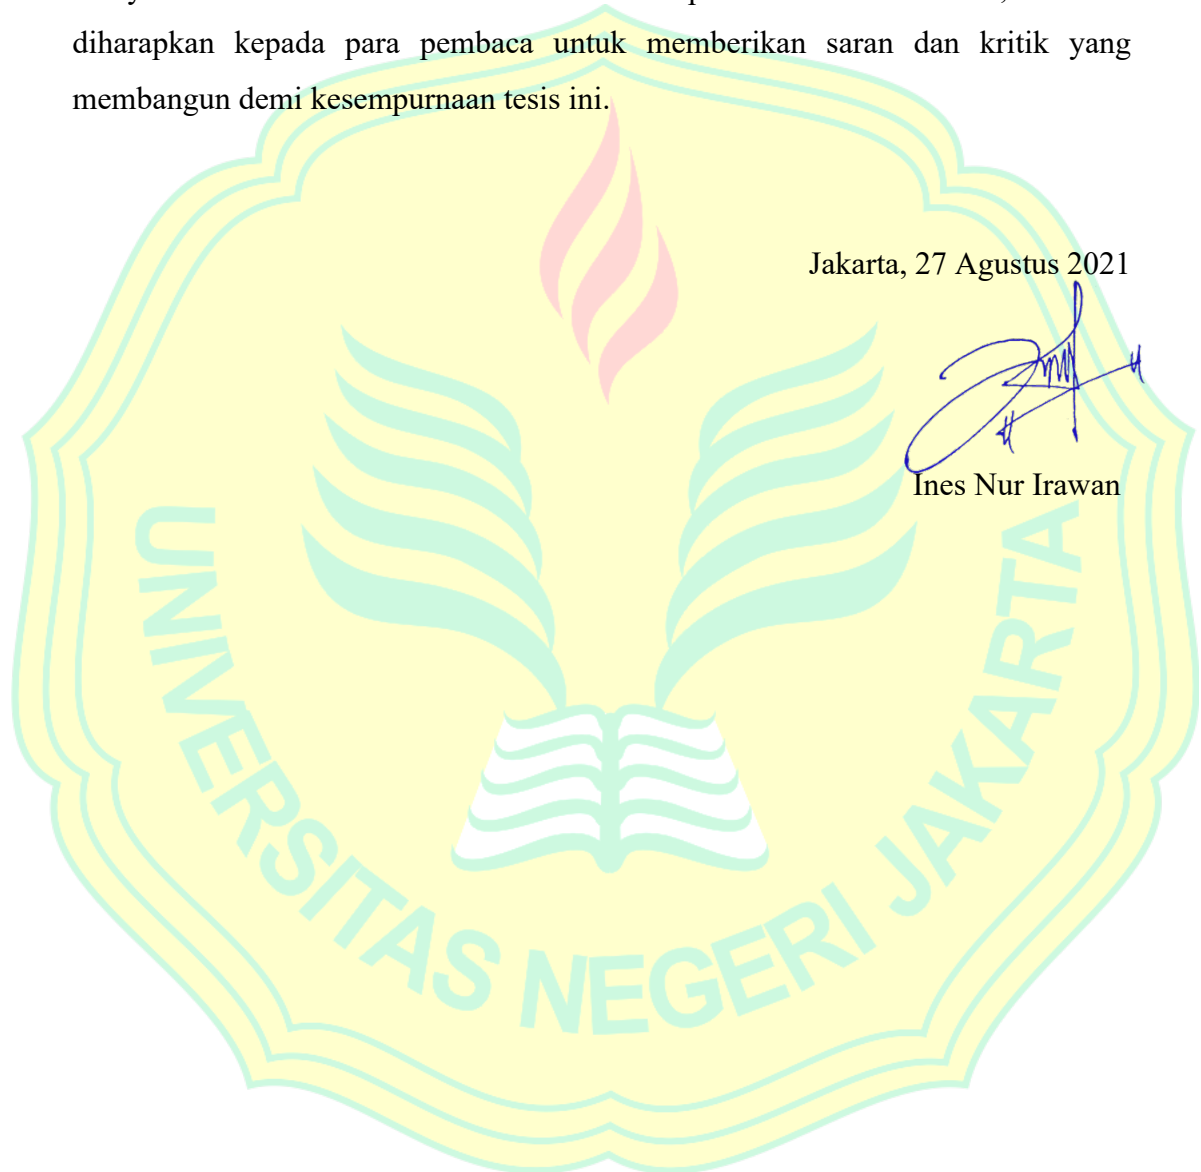 diharapkan kepada para pembaca untuk memberikan saran dan kritik yang
membangun demi kesempurnaan tesis ini.
Jakarta, 27 Agustus 2021
Ines Nur Irawan
UNIVERSITAS NEGERI JAKARTA